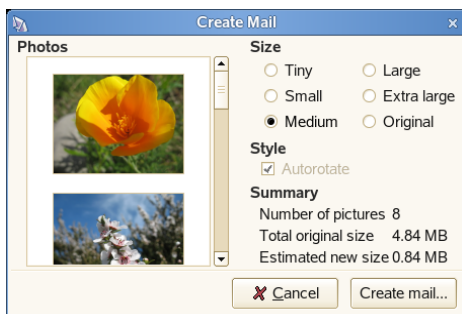 Create Mail
Photos
Size
Tiny
Large
Small
Extra large
Medium
Original
Style
Autorotate
Summary
Number of pictures 8
Total original size 4.84 MB
Estimated new size 0.84 MB
Cancel
Create mail...